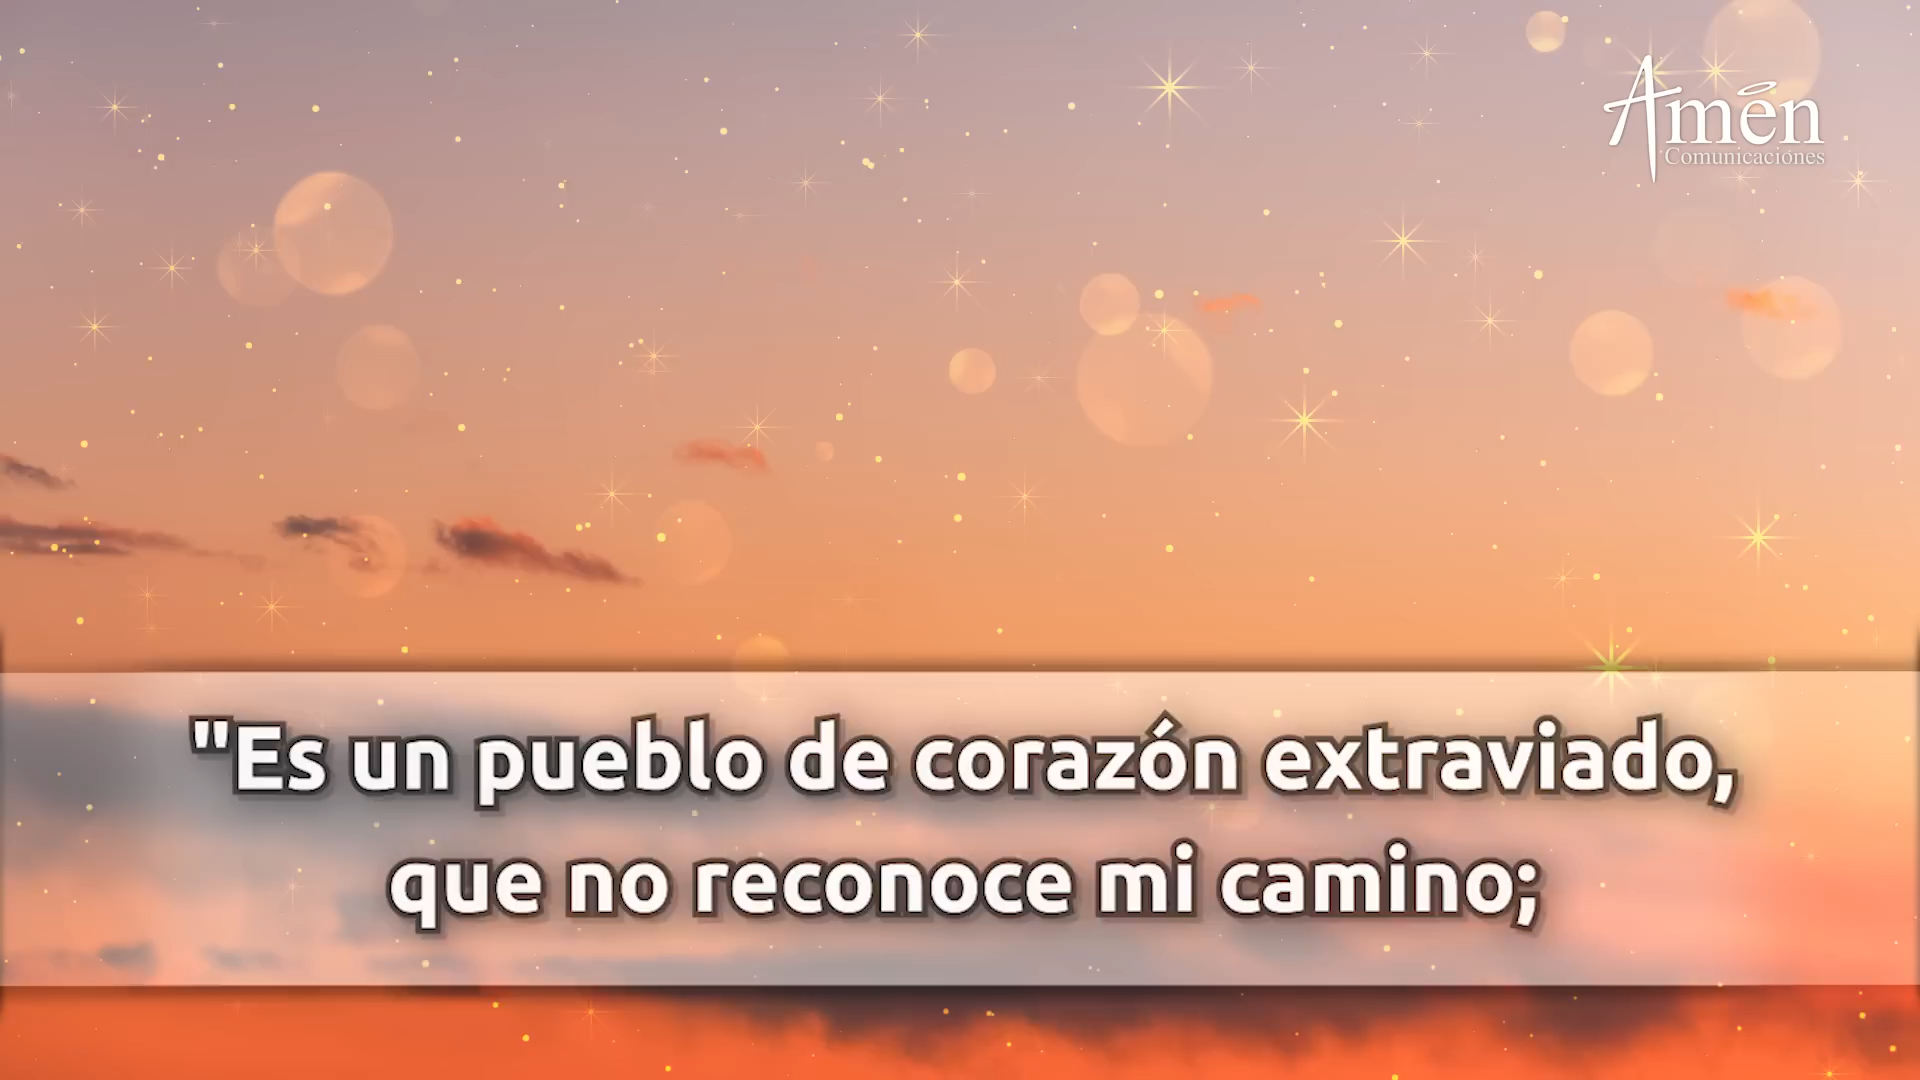 Amén
Comunicaciones
"Es un pueblo de corazón extraviado,
que no reconoce mi camino;